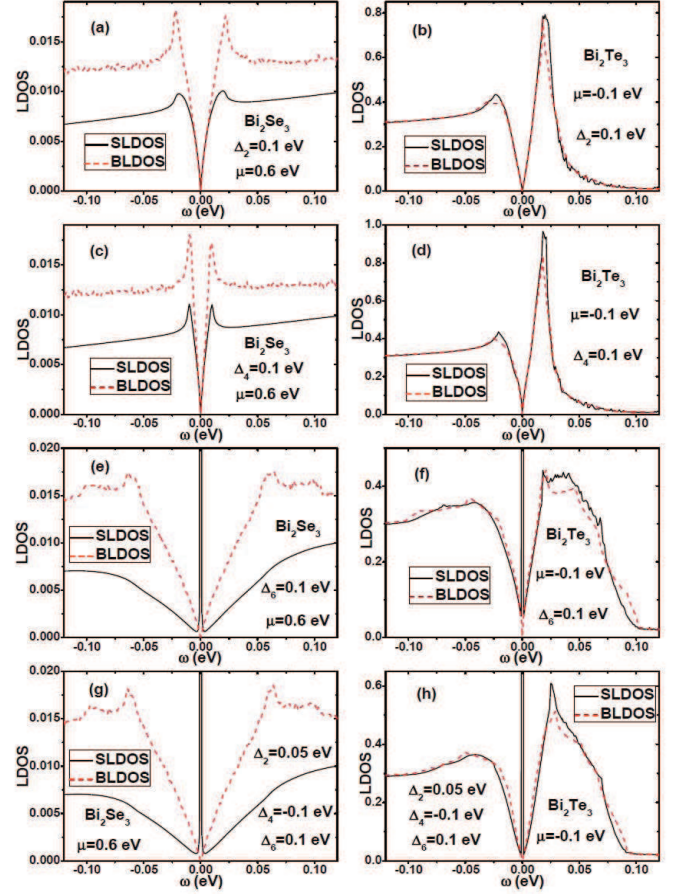 (a)
LDOS
0.015
0.010
0.005
0.000
SLDOS
BLDOS
Bi2Se3
Δ2=0.1 eV
μ=0.6 eV
-0.10 -0.05 0.00 0.05 0.10
ω (eV)
(b)
LDOS
0.8
0.6
0.4
0.2
0.0
Bi2Te3
μ=-0.1 eV
Δ2=0.1 eV
SLDOS
BLDOS
-0.10 -0.05 0.00 0.05 0.10
ω (eV)
(c)
LDOS
0.015
0.010
0.005
0.000
Bi2Se3
Δ4=0.1 eV
μ=0.6 eV
SLDOS
BLDOS
-0.10 -0.05 0.00 0.05 0.10
ω (eV)
(d)
LDOS
1.0
0.8
0.6
0.4
0.2
0.0
Bi2Te3
μ=-0.1 eV
Δ4=0.1 eV
SLDOS
BLDOS
-0.10 -0.05 0.00 0.05 0.10
ω (eV)
(e)
LDOS
0.020
0.015
0.010
0.005
0.000
SLDOS
BLDOS
Bi2Se3
Δ6=0.1 eV
μ=0.6 eV
-0.10 -0.05 0.00 0.05 0.10
ω (eV)
(f)
LDOS
0.4
0.2
0.0
Bi2Te3
μ=-0.1 eV
Δ6=0.1 eV
SLDOS
BLDOS
-0.10 -0.05 0.00 0.05 0.10
ω (eV)
(g)
LDOS
0.020
0.015
0.010
0.005
0.000
SLDOS
BLDOS
Bi2Se3
μ=0.6 eV
Δ2=0.05 eV
Δ4=-0.1 eV
Δ6=0.1 eV
-0.10 -0.05 0.00 0.05 0.10
ω (eV)
(h)
LDOS
0.6
0.4
0.2
0.0
SLDOS
BLDOS
Δ2=0.05 eV
Δ4=-0.1 eV
Δ6=0.1 eV
Bi2Te3
μ=-0.1 eV
-0.10 -0.05 0.00 0.05 0.10
ω (eV)